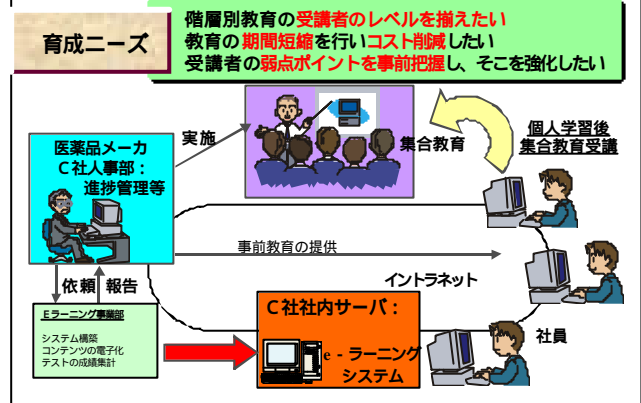 育成ニーズ
階層別教育の受講者のレベルを揃えたい
教育の期間短縮を行いコスト削減したい
受講者の弱点ポイントを事前把握し、そこを強化したい
医薬品メーカ
C社人事部：
進捗管理等
実施
集合教育
個人学習後
集合教育受講
事前教育の提供
イントラネット
依頼
報告
Eラーニング事業部
システム構築
コンテンツの電子化
テストの成績集計
C社社内サーバ：
e - ラーニング
システム
社員